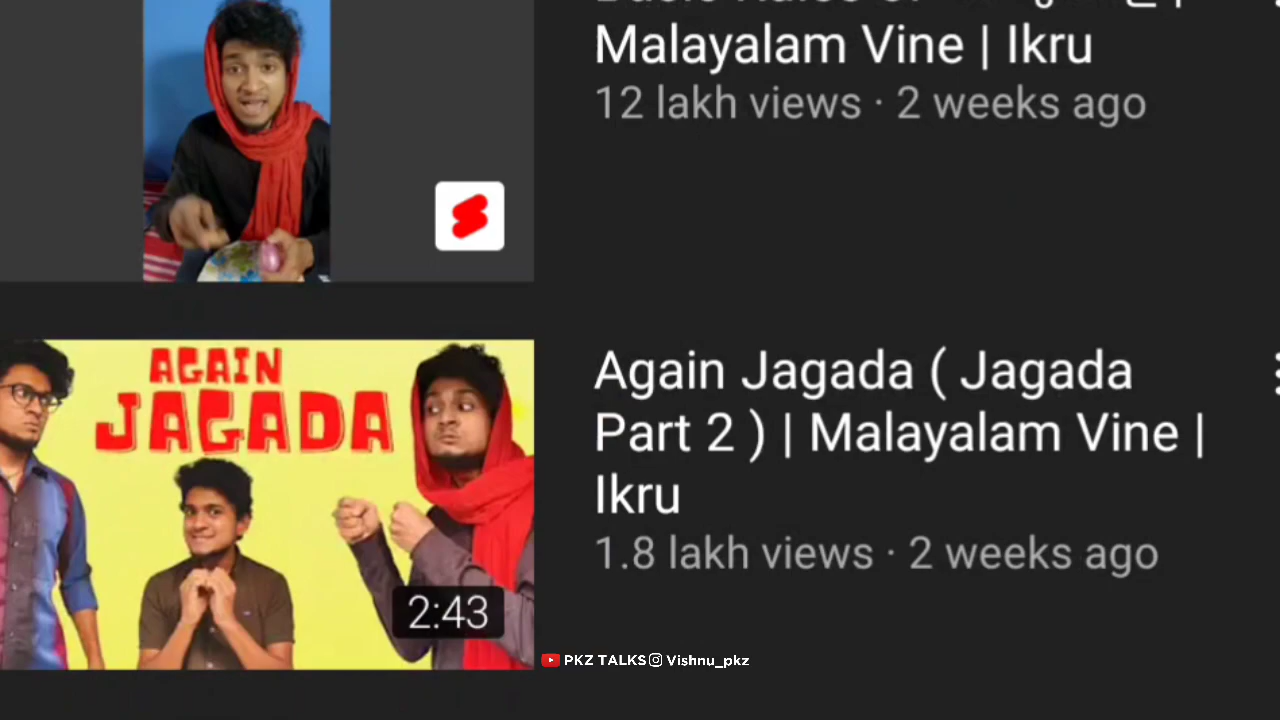 Malayalam Vine | Ikru
12 lakh views · 2 weeks ago
AGAIN
JAGADA
2:43
Again Jagada ( Jagada
Part 2 ) | Malayalam Vine |
Ikru
1.8 lakh views · 2 weeks ago
PKZ TALKS Vishnu_pkz